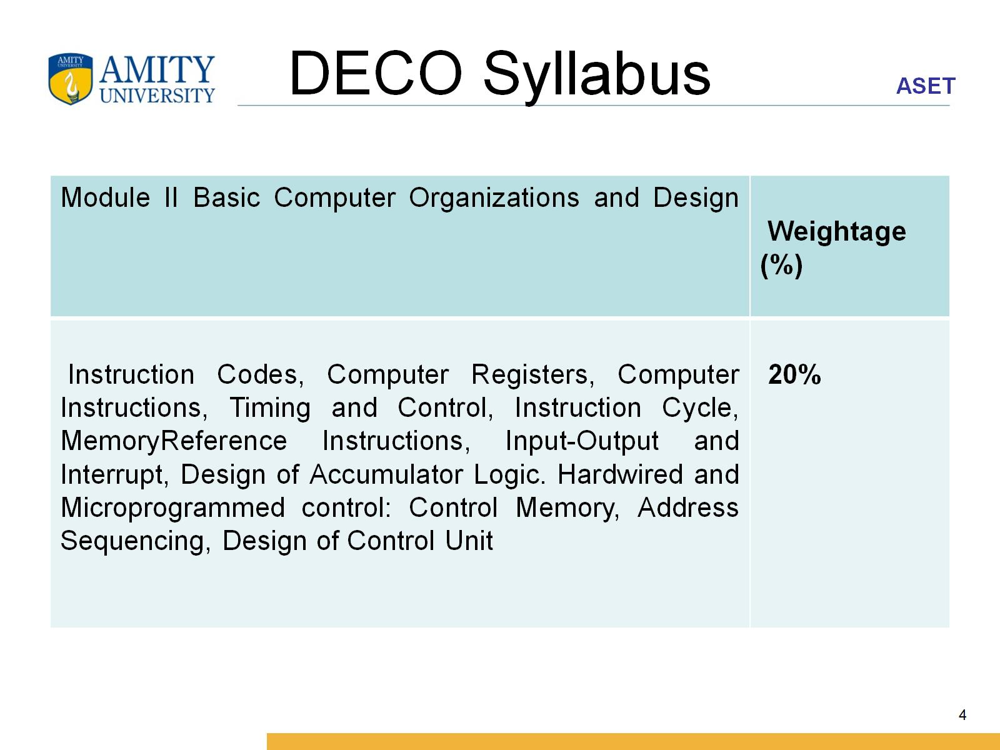 AMITY
UNIVERSITY
AMITY
UNIVERSITY
DECO Syllabus
ASET
Module II Basic Computer Organizations and Design
Weightage
(%)
Instruction Codes, Computer Registers, Computer
Instructions, Timing and Control, Instruction Cycle,
MemoryReference Instructions, Input-Output and
Interrupt, Design of Accumulator Logic. Hardwired and
Microprogrammed control: Control Memory, Address
Sequencing, Design of Control Unit
20%
4